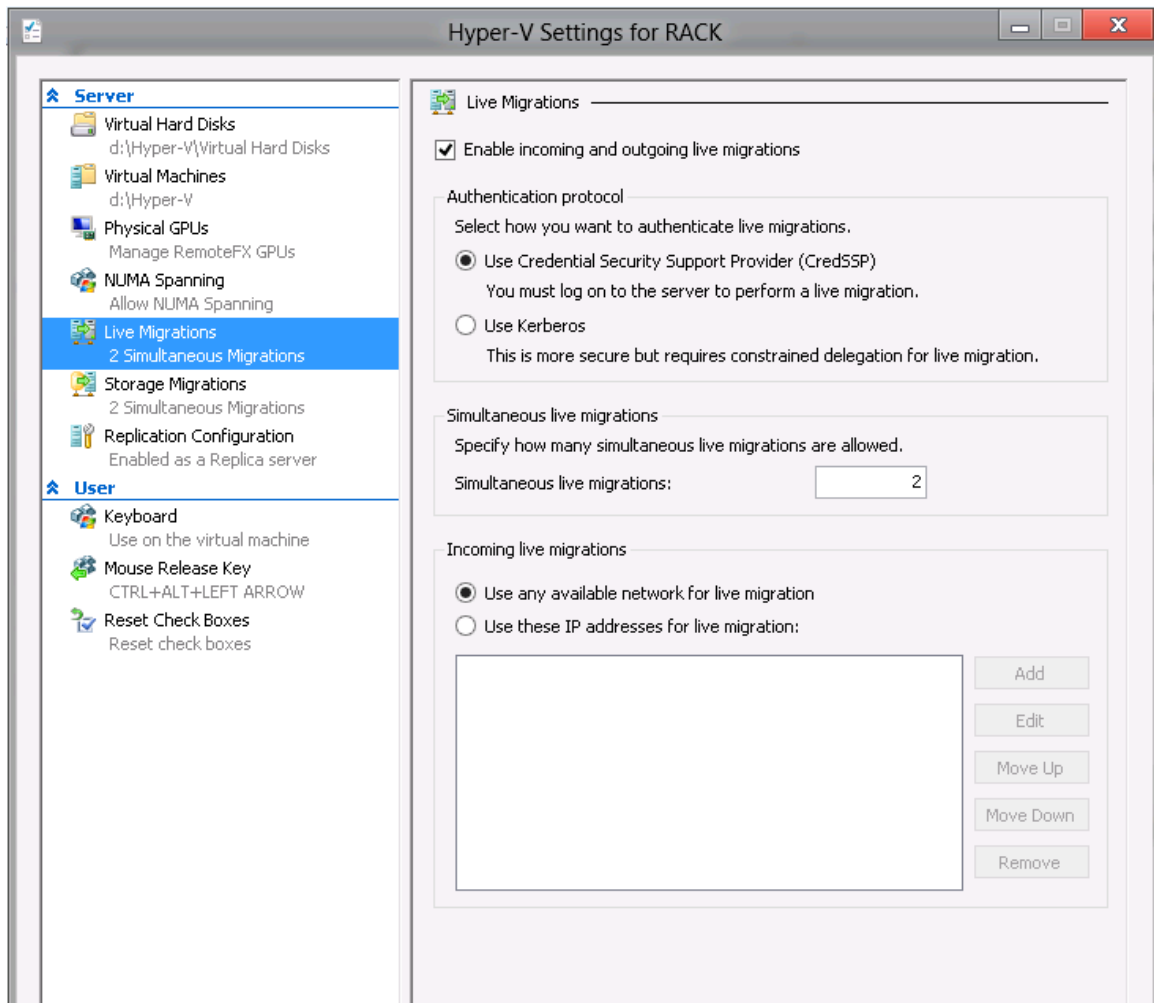 Hyper-V Settings for RACK
Server
Virtual Hard Disks
d:\Hyper-V\Virtual Hard Disks
Virtual Machines
d:\Hyper-V
Physical GPUs
Manage RemoteFX GPUs
NUMA Spanning
Allow NUMA Spanning
Live Migrations
2 Simultaneous Migrations
Storage Migrations
2 Simultaneous Migrations
Replication Configuration
Enabled as a Replica server
User
Keyboard
Use on the virtual machine
Mouse Release Key
CTRL+ALT+LEFT ARROW
Reset Check Boxes
Reset check boxes
Live Migrations
Enable incoming and outgoing live migrations
Authentication protocol
Select how you want to authenticate live migrations.
Use Credential Security Support Provider (CredSSP)
You must log on to the server to perform a live migration.
Use Kerberos
This is more secure but requires constrained delegation for live migration.
Simultaneous live migrations
Specify how many simultaneous live migrations are allowed.
Simultaneous live migrations: 2
Incoming live migrations
Use any available network for live migration
Use these IP addresses for live migration:
Add
Edit
Move Up
Move Down
Remove